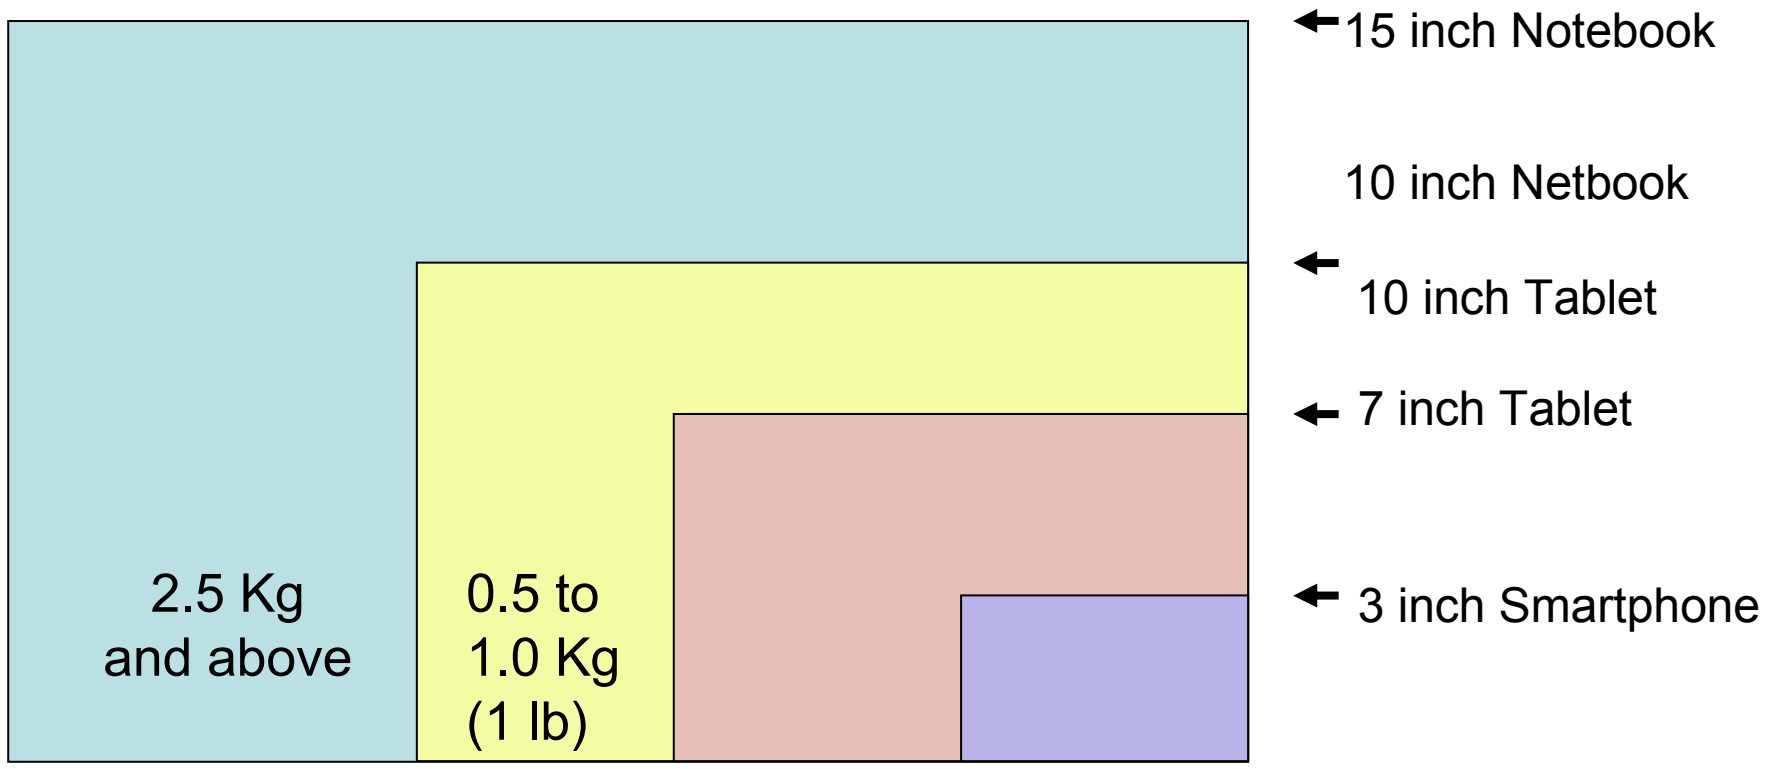 15 inch Notebook
10 inch Netbook
10 inch Tablet
7 inch Tablet
3 inch Smartphone
2.5 Kg
and above
0.5 to
1.0 Kg
(1 lb)